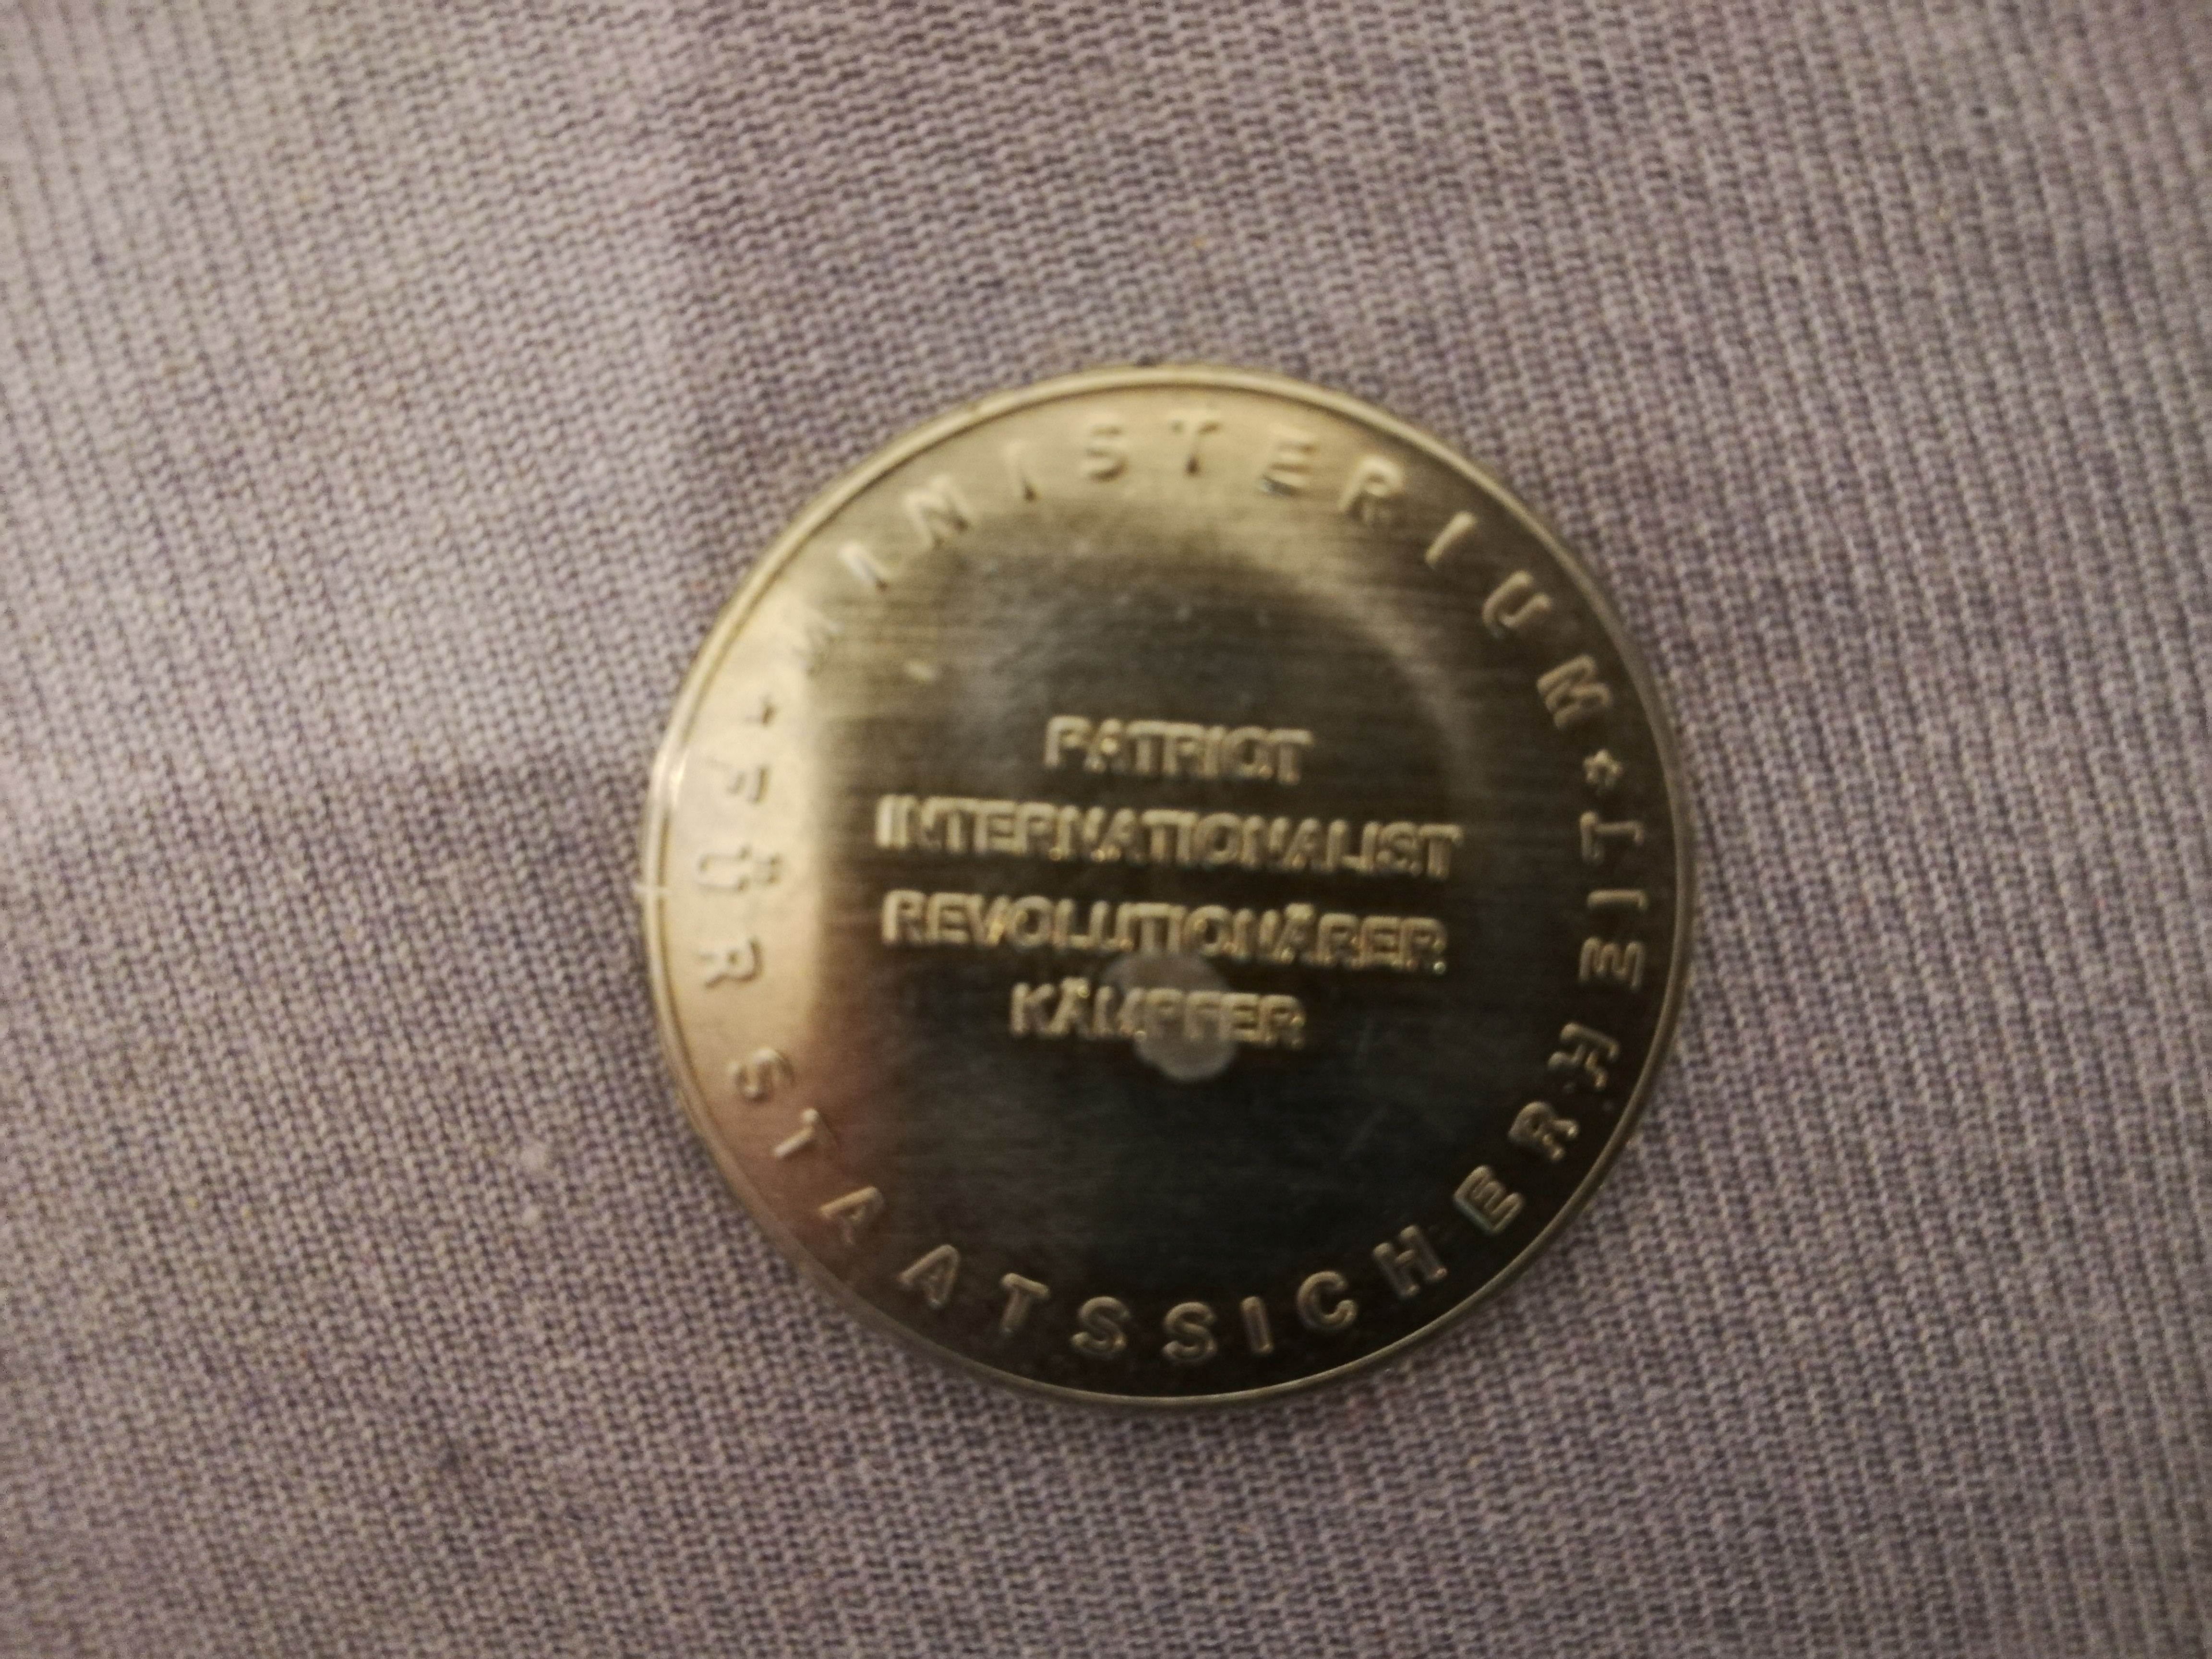 MINISTERIUM
PATRIOT
INTERNATIONALIST
REVOLUTIONÄRER
KÄMPFER
FÜR STAATSSICHERHEIT